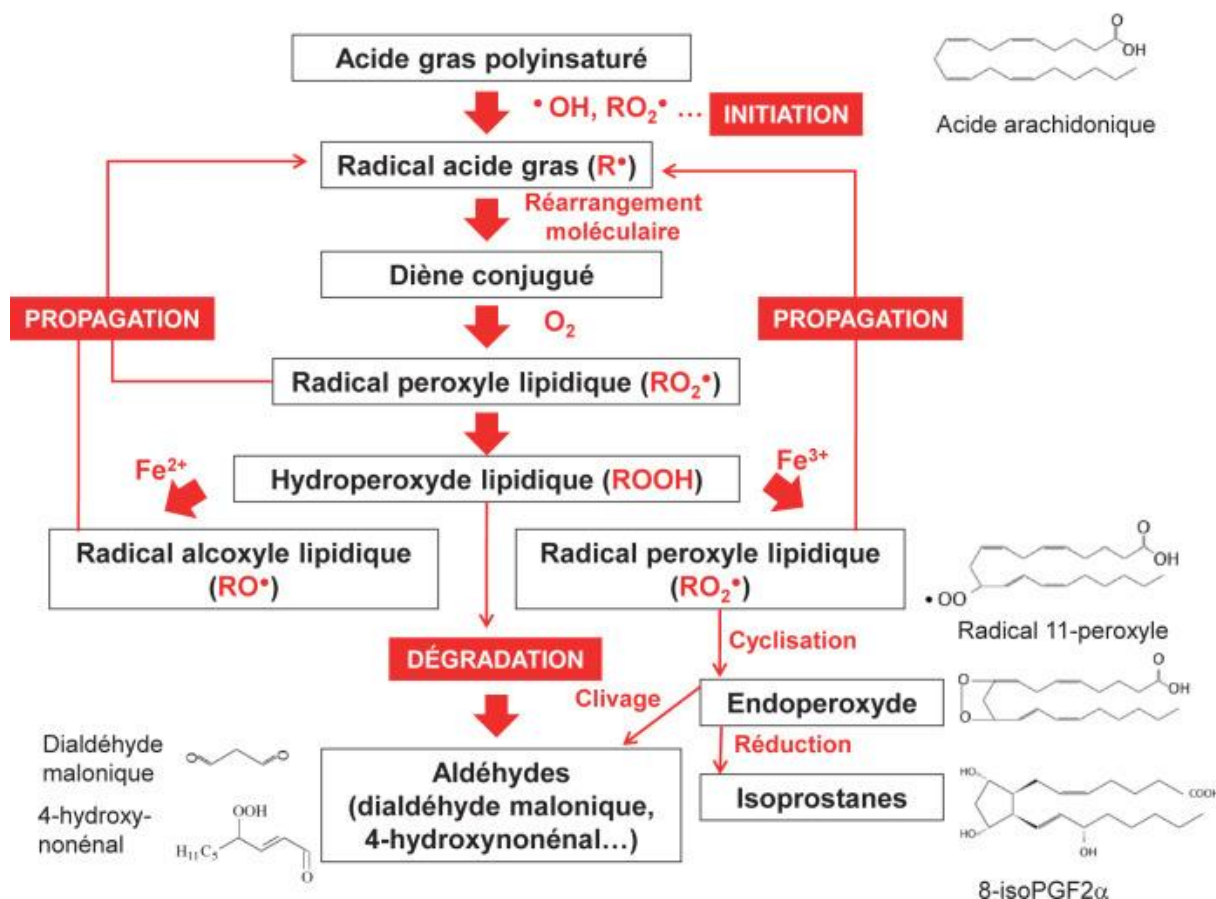 Acide gras polyinsaturé
• OH, RO₂• ...
INITIATION
Acide arachidonique
O
OH
Radical acide gras (R•)
Réarrangement
moléculaire
Diène conjugué
PROPAGATION
O₂
PROPAGATION
Radical peroxyle lipidique (RO₂•)
Fe²⁺
Hydroperoxyde lipidique (ROOH)
Fe³⁺
Radical alcoxyle lipidique
(RO•)
Radical peroxyle lipidique
(RO₂•)
O
OH
• OO
Radical 11-peroxyle
DÉGRADATION
Cyclisation
Clivage
Endoperoxyde
O
O
O
OH
Réduction
Isoprostanes
Dialdéhyde
malonique
O
O
4-hydroxy-
nonénal
OOH
H₁₁C₅
O
Aldéhydes
(dialdéhyde malonique,
4-hydroxynonénal...)
HO
COOH
HO
OH
8-isoPGF2α